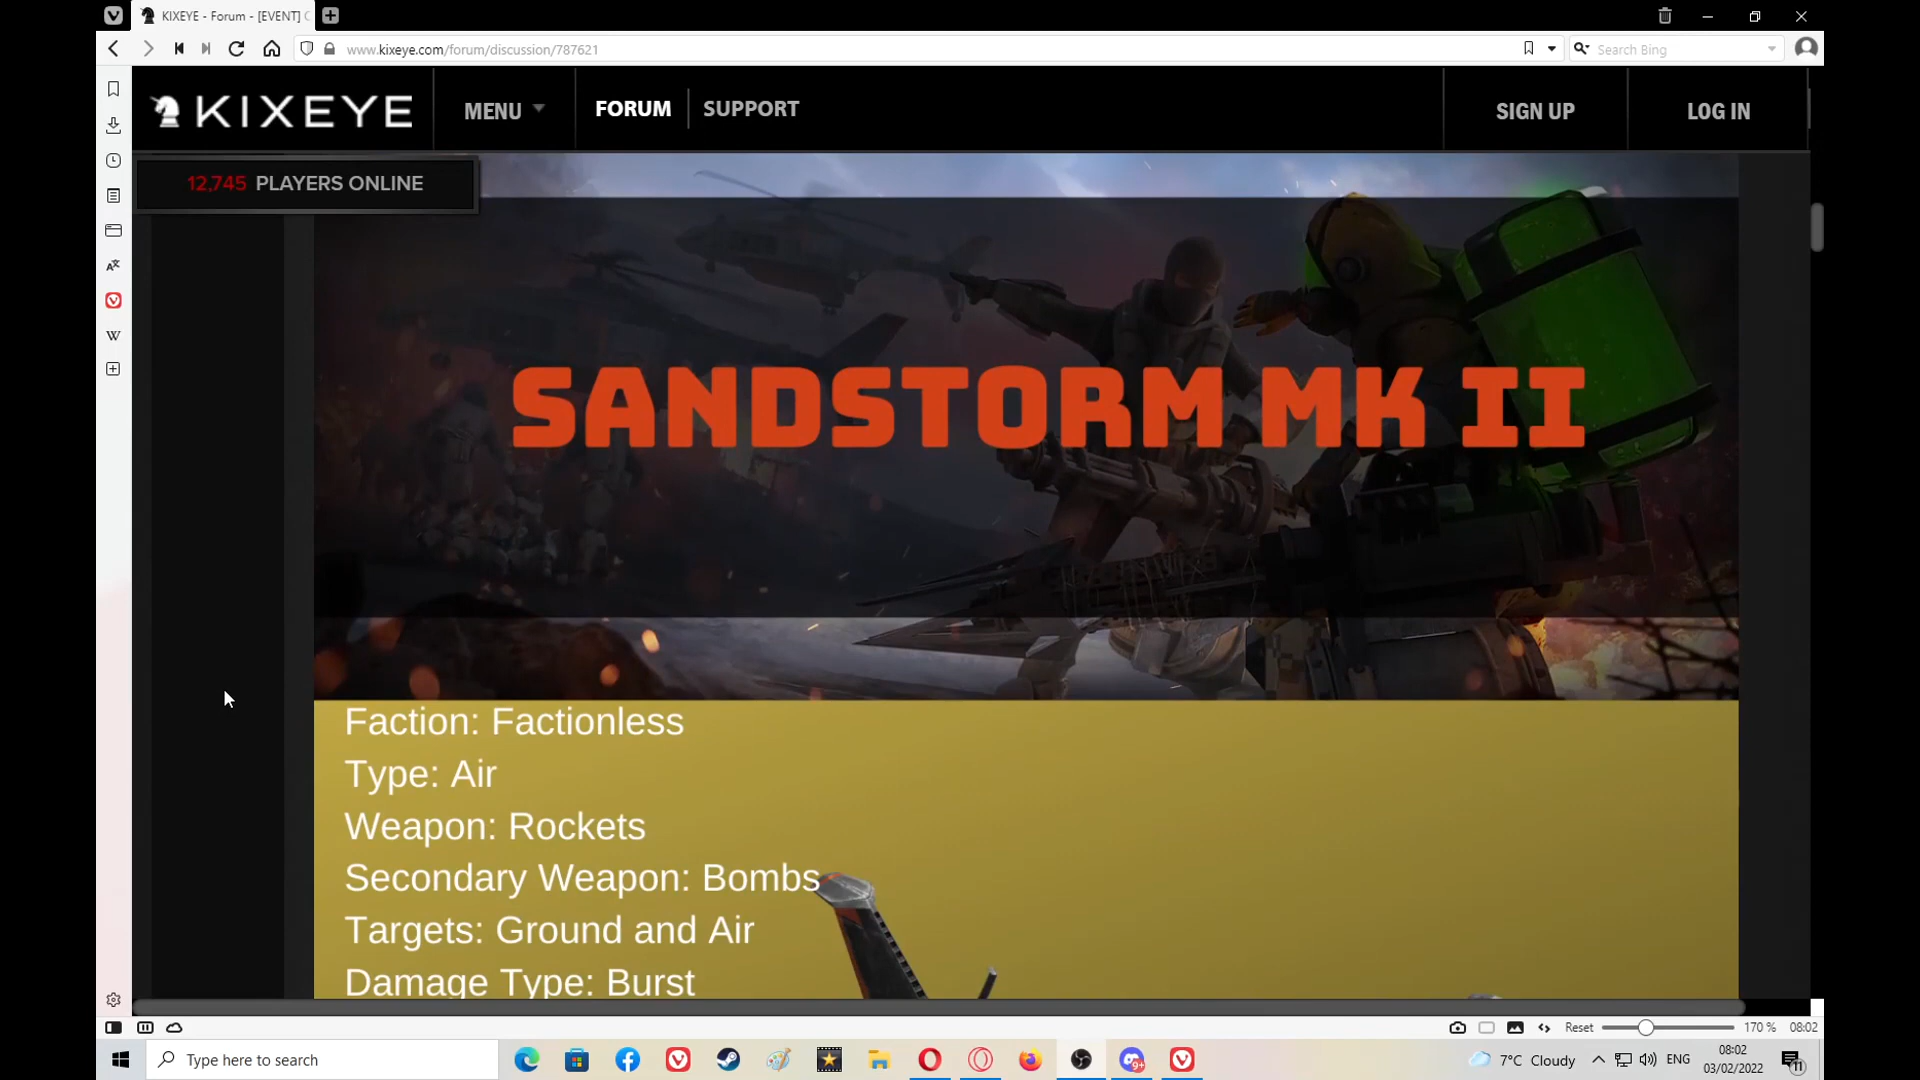 KIXEYE - Forum - [EVENT]
www.kixeye.com/forum/discussion/787621
Search Bing
KIXEYE
MENU
FORUM
SUPPORT
SIGN UP
LOG IN
12,745 PLAYERS ONLINE
SANDSTORM MK II
Faction: Factionless
Type: Air
Weapon: Rockets
Secondary Weapon: Bombs
Targets: Ground and Air
Damage Type: Burst
Reset
170 %
08:02
Type here to search
9+
7°C Cloudy
ENG
08:02
03/02/2022
11